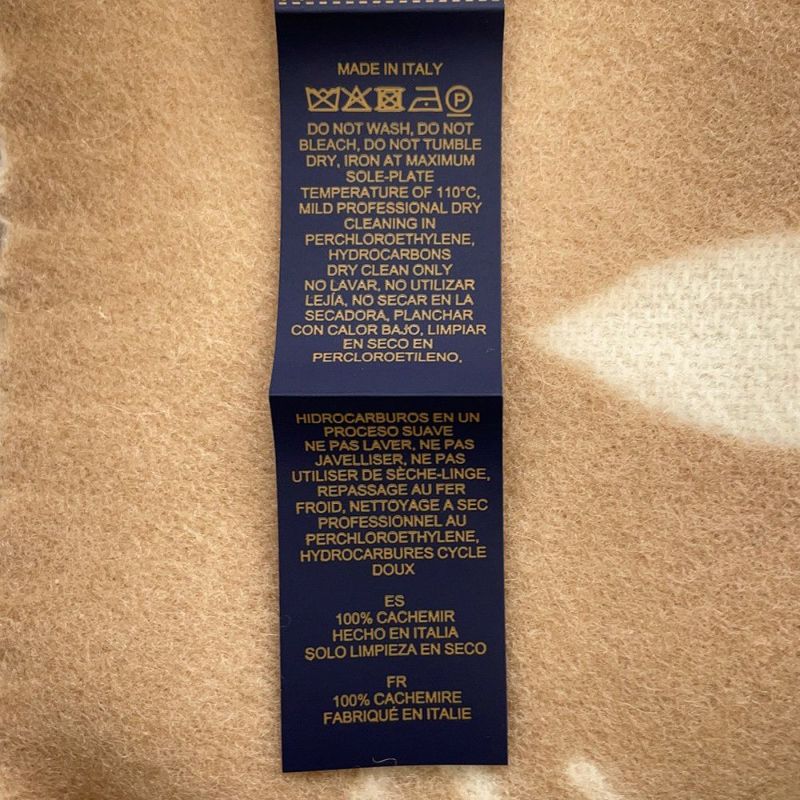 MADE IN ITALY
P
DO NOT WASH, DO NOT
BLEACH, DO NOT TUMBLE
DRY, IRON AT MAXIMUM
SOLE-PLATE
TEMPERATURE OF 110°C,
MILD PROFESSIONAL DRY
CLEANING IN
PERCHLOROETHYLENE,
HYDROCARBONS
DRY CLEAN ONLY
NO LAVAR, NO UTILIZAR
LEJÍA, NO SECAR EN LA
SECADORA, PLANCHAR
CON CALOR BAJO, LIMPIAR
EN SECO EN
PERCLOROETILENO,
HIDROCARBUROS EN UN
PROCESO SUAVE
NE PAS LAVER, NE PAS
JAVELLISER, NE PAS
UTILISER DE SÈCHE-LINGE,
REPASSAGE AU FER
FROID, NETTOYAGE A SEC
PROFESSIONNEL AU
PERCHLOROETHYLENE,
HYDROCARBURES CYCLE
DOUX
ES
100% CACHEMIR
HECHO EN ITALIA
SOLO LIMPIEZA EN SECO
FR
100% CACHEMIRE
FABRIQUÉ EN ITALIE